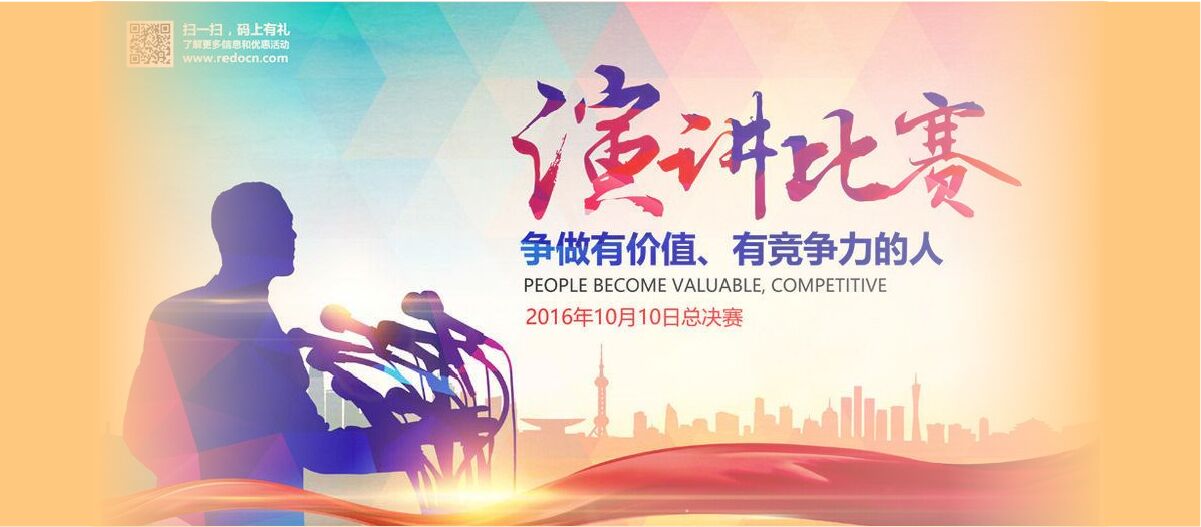 扫一扫，码上有礼
了解更多信息和优惠活动
www.redocn.com
演讲比赛
争做有价值、有竞争力的人
PEOPLE BECOME VALUABLE, COMPETITIVE
2016年10月10日总决赛